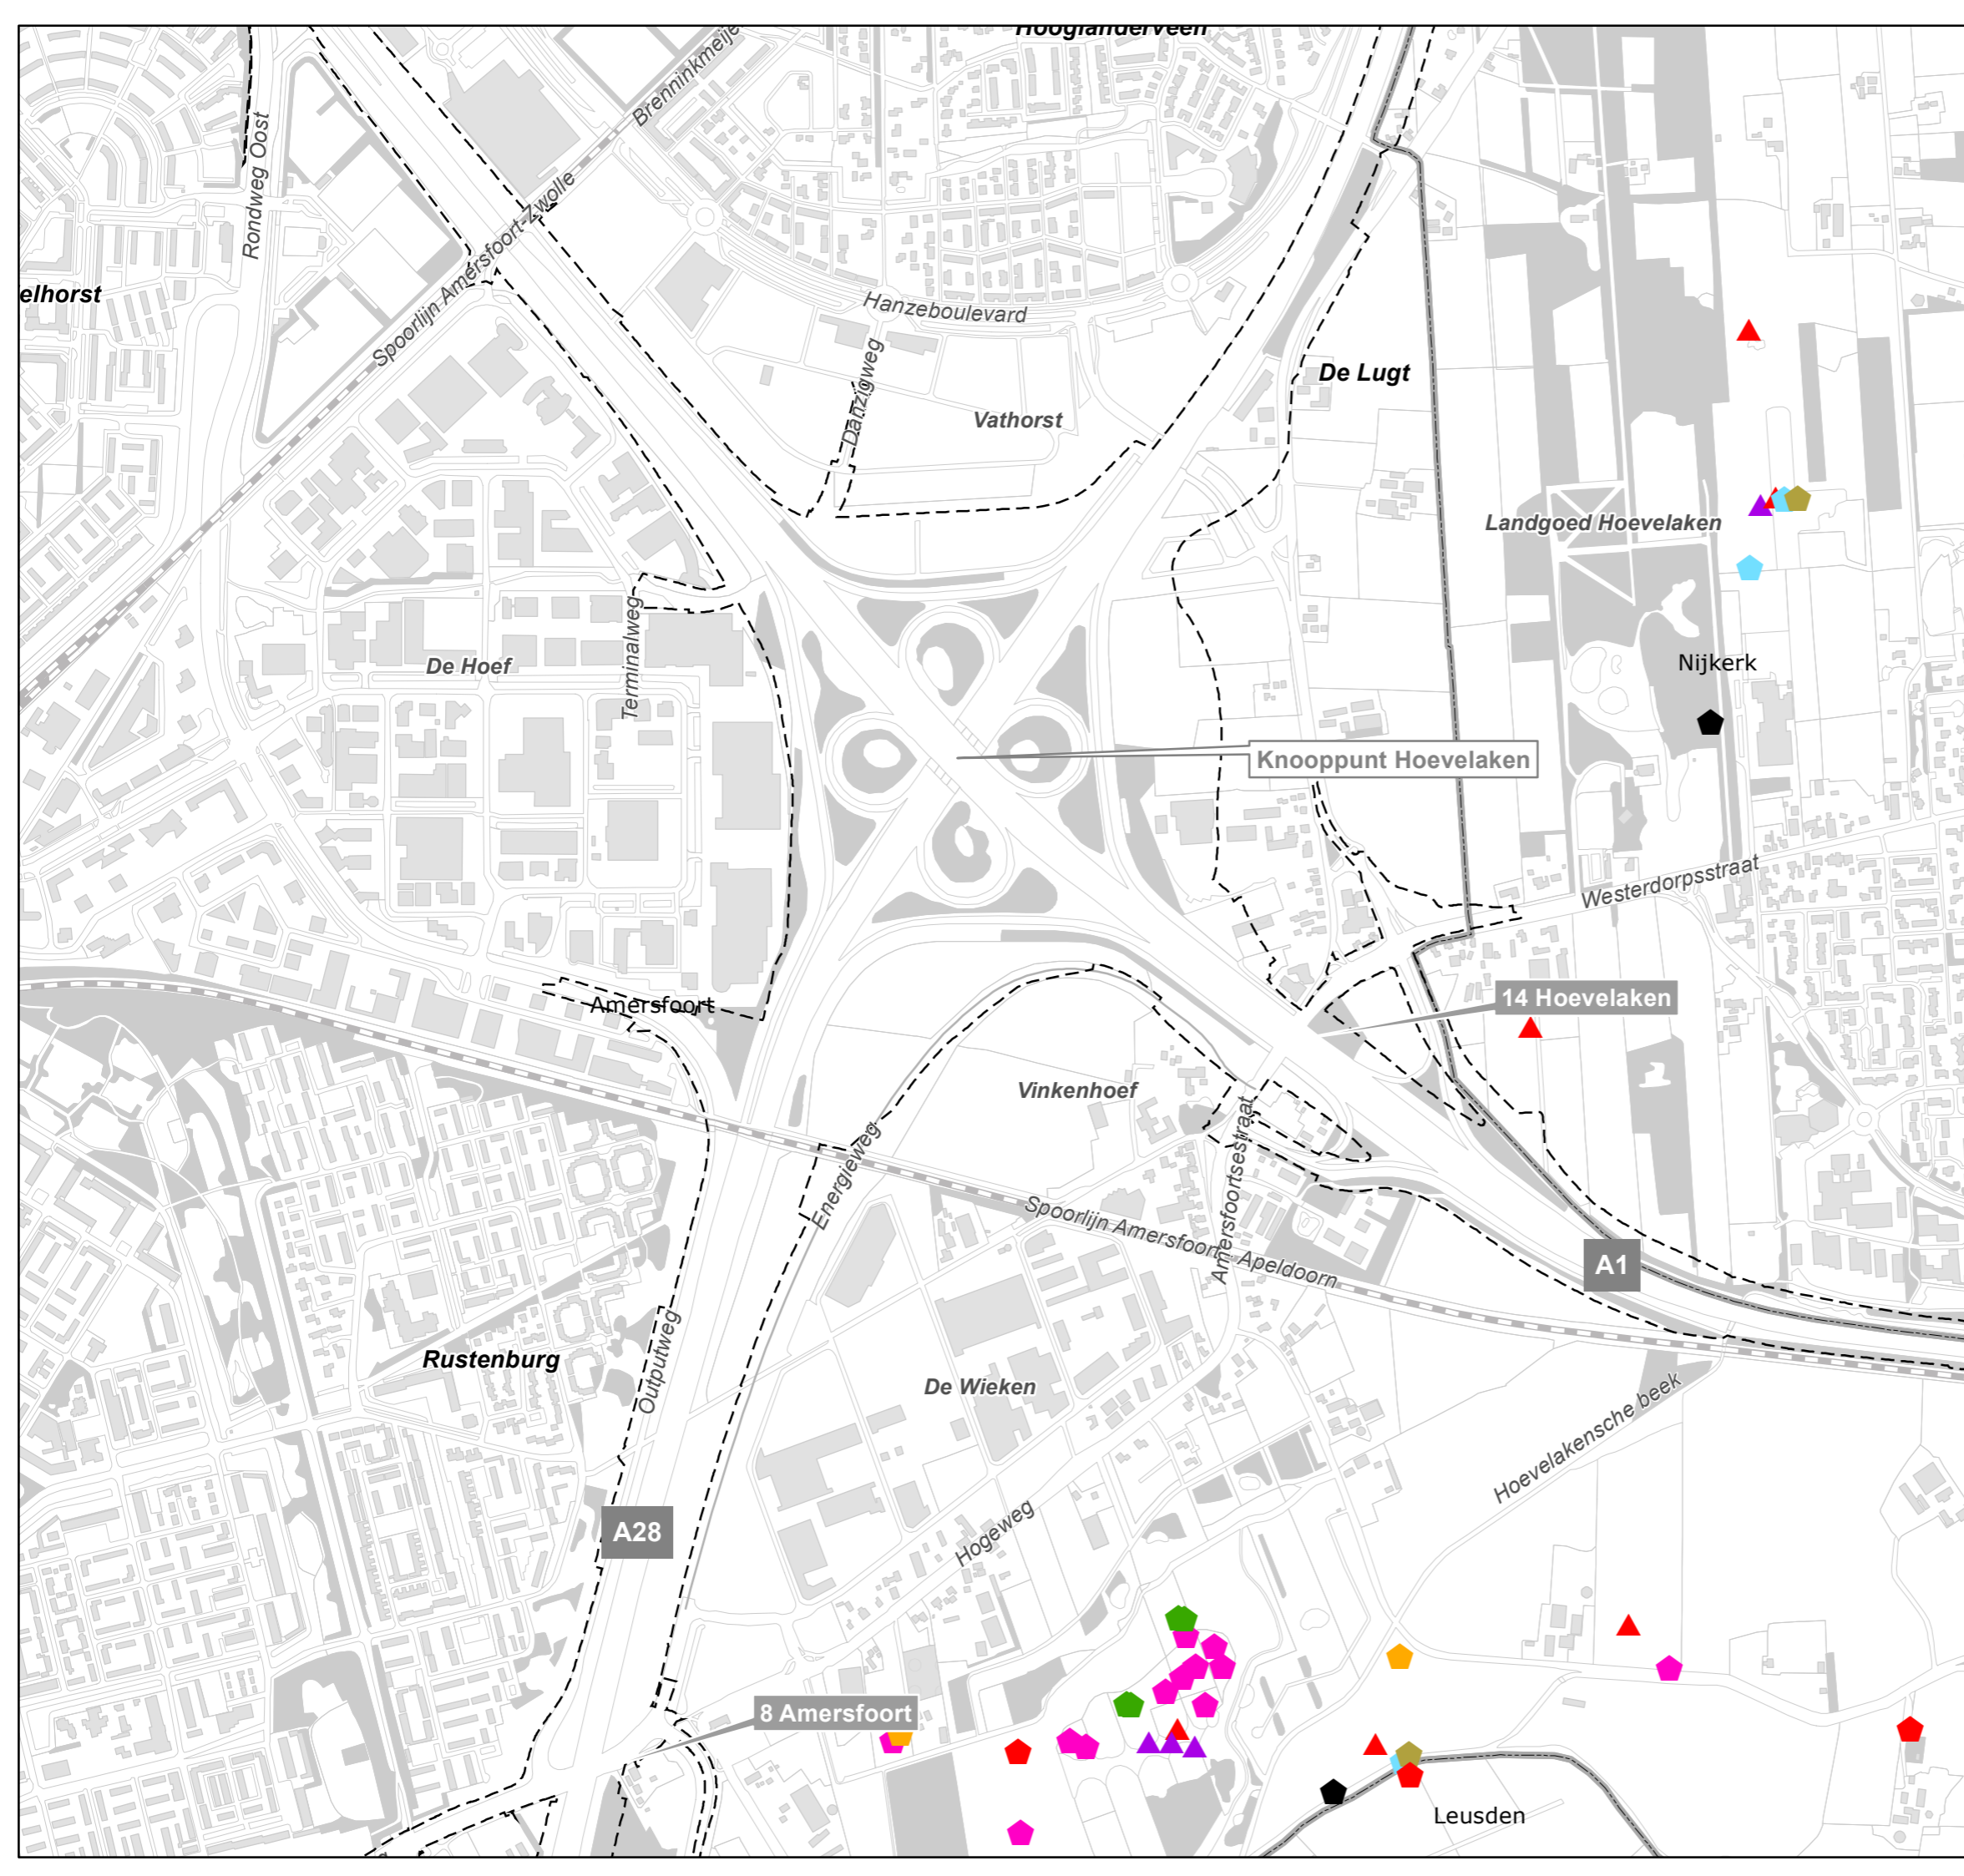 Hooglanderveen
Brenninkmeije
Rondweg Oost
Spoorlijn Amersfoort-Zwolle
elhorst
Hanzeboulevard
De Lugt
Danzigweg
Vathorst
Landgoed Hoevelaken
Terminalweg
De Hoef
Nijkerk
Knooppunt Hoevelaken
Westerdorpsstraat
14 Hoevelaken
Amersfoort
Vinkenhoef
Energieweg
Amersfoortsestraat
Spoorlijn Amersfoort - Apeldoorn
A1
Outputweg
Rustenburg
De Wieken
Hoevelakensche beek
A28
Hogeweg
8 Amersfoort
Leusden